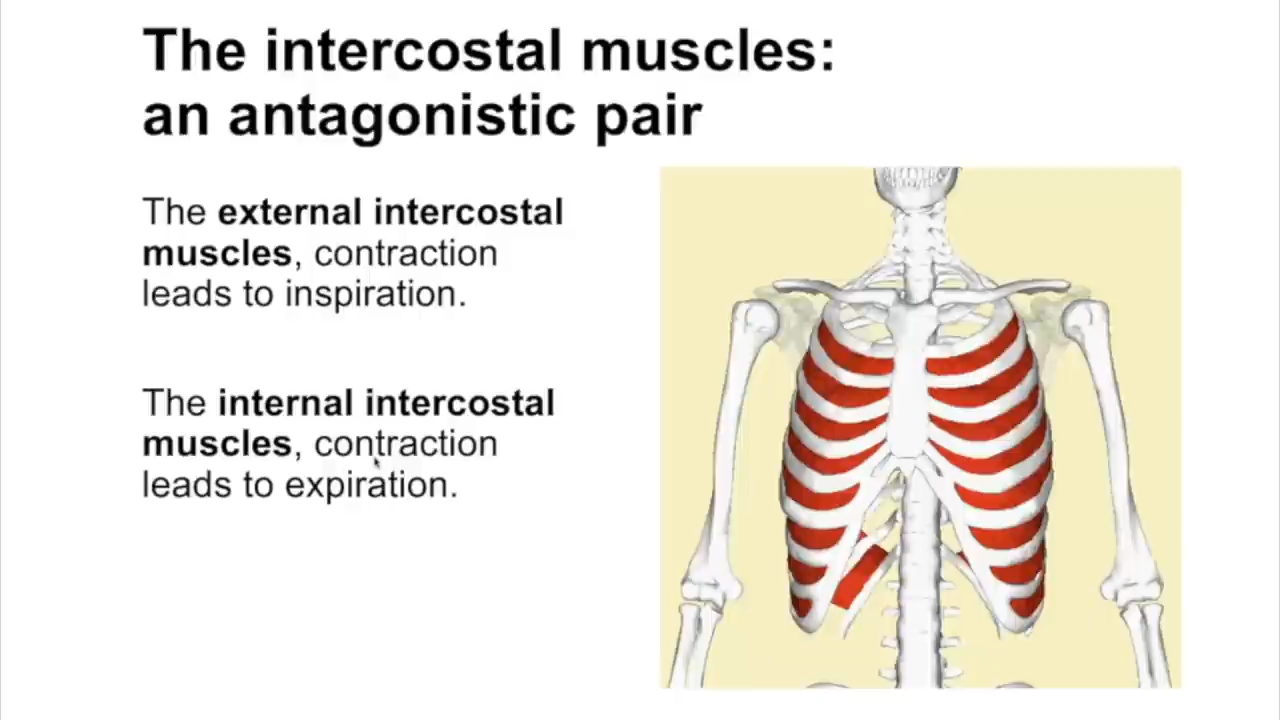 The intercostal muscles:
an antagonistic pair
The external intercostal
muscles, contraction
leads to inspiration.
The internal intercostal
muscles, contraction
leads to expiration.